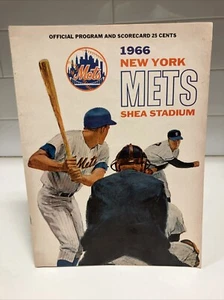 OFFICIAL PROGRAM AND SCORECARD 25 CENTS
1966
NEW YORK
METS
SHEA STADIUM
Mets
Mets